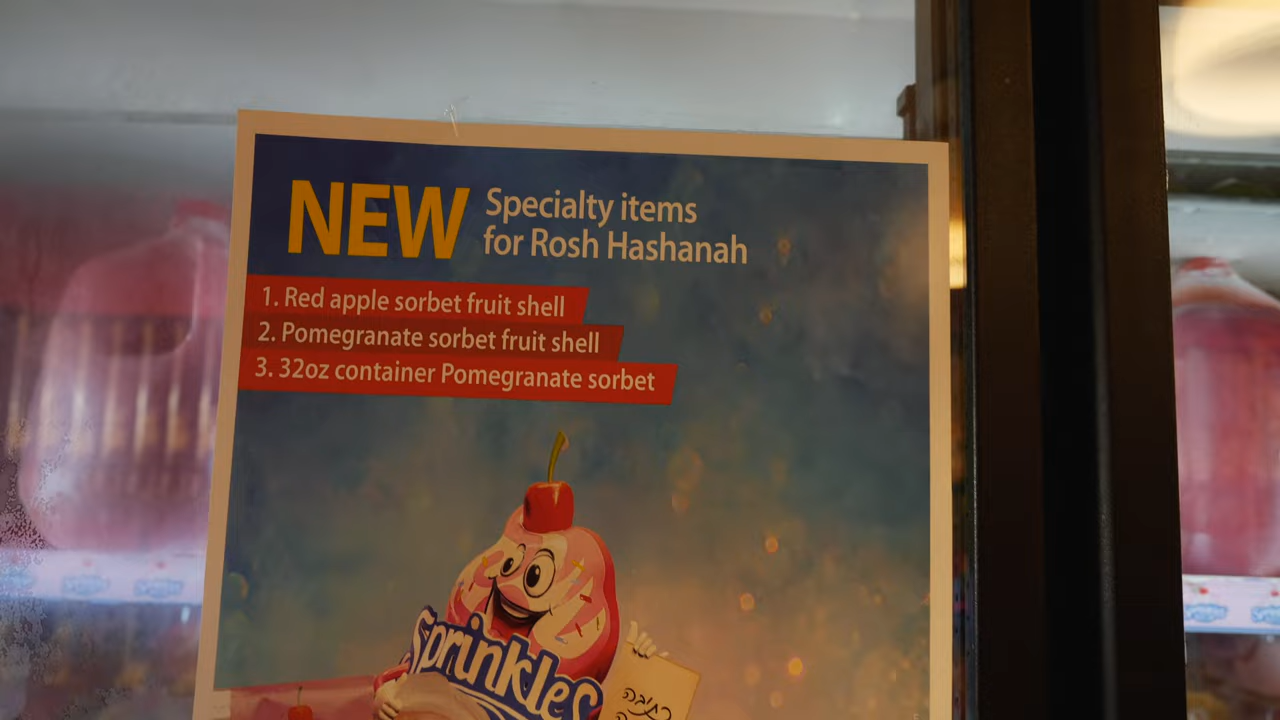 NEW
Specialty items
for Rosh Hashanah
1. Red apple sorbet fruit shell
2. Pomegranate sorbet fruit shell
3. 32oz container Pomegranate sorbet
Sprinkles
כתיבה